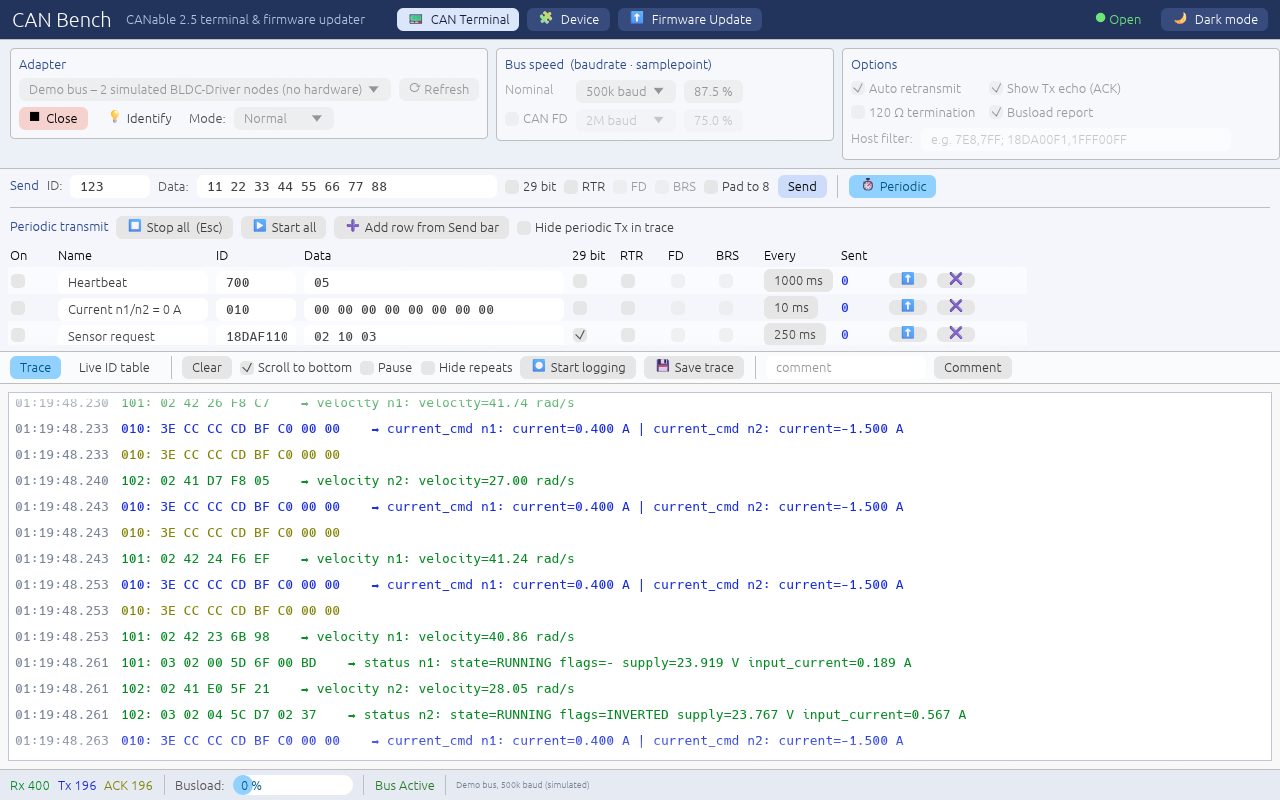 CAN Bench CANable 2.5 terminal & firmware updater CAN Terminal Device Firmware Update Open Dark mode
Adapter
Demo bus – 2 simulated BLDC-Driver nodes (no hardware) Refresh
Close Identify Mode: Normal
Bus speed (baudrate · samplepoint)
Nominal 500k baud 87.5 %
CAN FD 2M baud 75.0 %
Options
Auto retransmit Show Tx echo (ACK)
120 Ω termination Busload report
Host filter: e.g. 7E8,7FF; 18DA00F1,1FFF00FF
Send ID: 123 Data: 11 22 33 44 55 66 77 88 29 bit RTR FD BRS Pad to 8 Send Periodic
Periodic transmit Stop all (Esc) Start all Add row from Send bar Hide periodic Tx in trace
On Name ID Data 29 bit RTR FD BRS Every Sent
Heartbeat 700 05 1000 ms 0
Current n1/n2 = 0 A 010 00 00 00 00 00 00 00 00 10 ms 0
Sensor request 18DAF110 02 10 03 250 ms 0
Trace Live ID table Clear Scroll to bottom Pause Hide repeats Start logging Save trace comment Comment
01:19:48.230 101: 02 42 26 F8 C7 → velocity n1: velocity=41.74 rad/s
01:19:48.233 010: 3E CC CC CD BF C0 00 00 → current_cmd n1: current=0.400 A | current_cmd n2: current=-1.500 A
01:19:48.233 010: 3E CC CC CD BF C0 00 00
01:19:48.240 102: 02 41 D7 F8 05 → velocity n2: velocity=27.00 rad/s
01:19:48.243 010: 3E CC CC CD BF C0 00 00 → current_cmd n1: current=0.400 A | current_cmd n2: current=-1.500 A
01:19:48.243 010: 3E CC CC CD BF C0 00 00
01:19:48.243 101: 02 42 24 F6 EF → velocity n1: velocity=41.24 rad/s
01:19:48.253 010: 3E CC CC CD BF C0 00 00 → current_cmd n1: current=0.400 A | current_cmd n2: current=-1.500 A
01:19:48.253 010: 3E CC CC CD BF C0 00 00
01:19:48.253 101: 02 42 23 6B 98 → velocity n1: velocity=40.86 rad/s
01:19:48.261 101: 03 02 00 5D 6F 00 BD → status n1: state=RUNNING flags=- supply=23.919 V input_current=0.189 A
01:19:48.261 102: 02 41 E0 5F 21 → velocity n2: velocity=28.05 rad/s
01:19:48.261 102: 03 02 04 5C D7 02 37 → status n2: state=RUNNING flags=INVERTED supply=23.767 V input_current=0.567 A
01:19:48.263 010: 3E CC CC CD BF C0 00 00 → current_cmd n1: current=0.400 A | current_cmd n2: current=-1.500 A
Rx 400 Tx 196 ACK 196 Busload: 0 % Bus Active Demo bus, 500k baud (simulated)